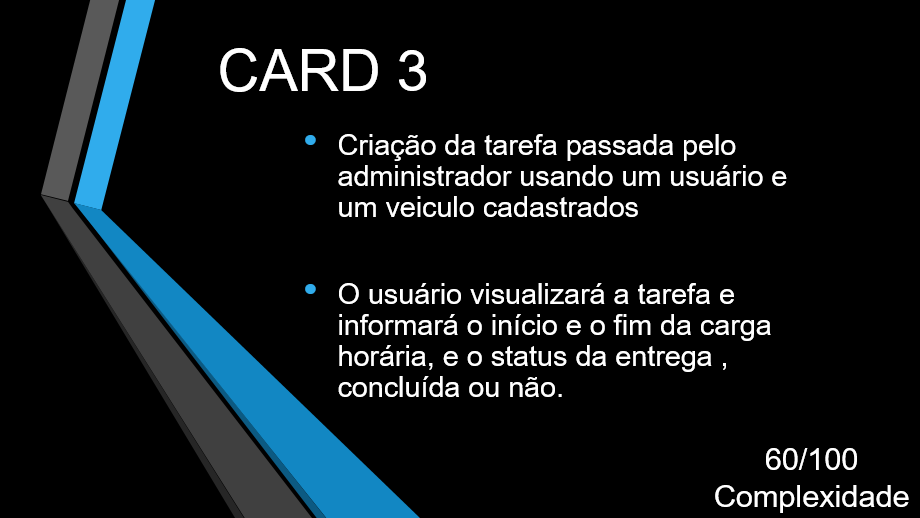 CARD 3
• Criação da tarefa passada pelo
administrador usando um usuário e
um veiculo cadastrados
• O usuário visualizará a tarefa e
informará o início e o fim da carga
horária, e o status da entrega ,
concluída ou não.
60/100
Complexidade